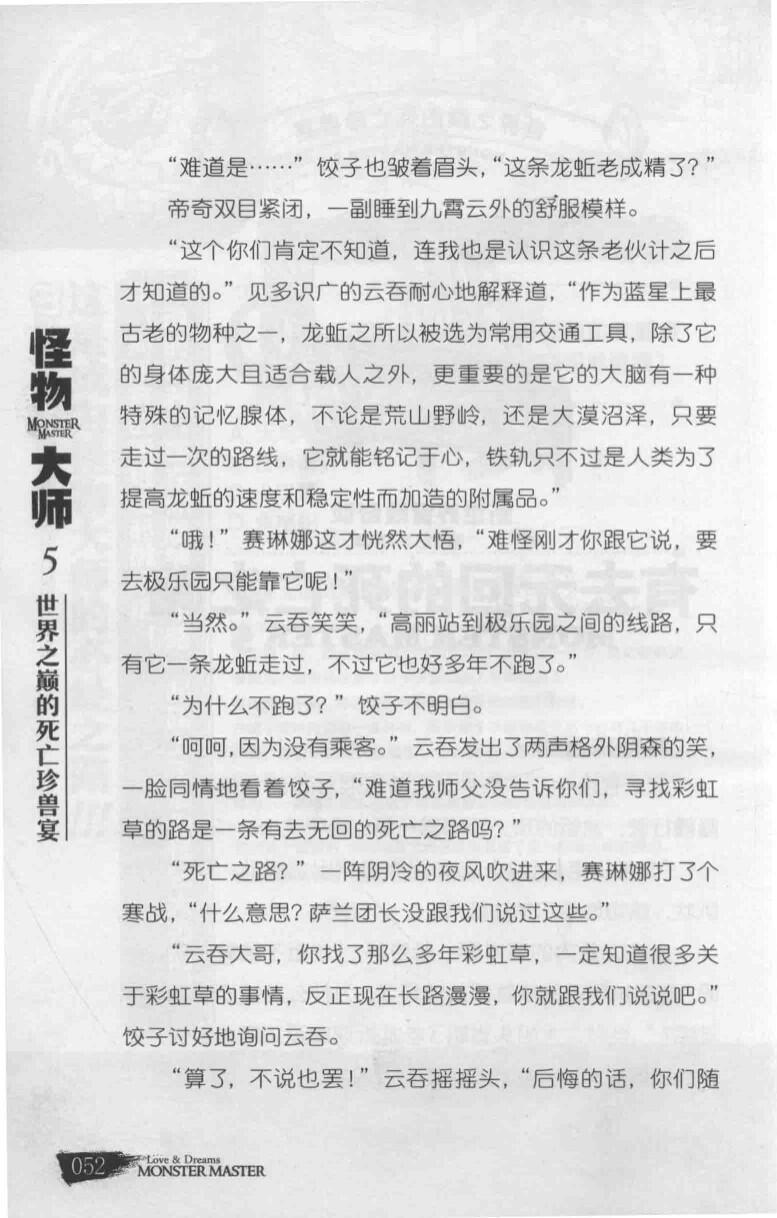 “难道是……”饺子也皱着眉头，“这条龙蚯老成精了？”
帝奇双目紧闭，一副睡到九霄云外的舒服模样。
“这个你们肯定不知道，连我也是认识这条老伙计之后
才知道的。”见多识广的云吞耐心地解释道，“作为蓝星上最
古老的物种之一，龙蚯之所以被选为常用交通工具，除了它
的身体庞大且适合载人之外，更重要的是它的大脑有一种
特殊的记忆腺体，不论是荒山野岭，还是大漠沼泽，只要
走过一次的路线，它就能铭记于心，铁轨只不过是人类为了
提高龙蚯的速度和稳定性而加造的附属品。”
“哦！”赛琳娜这才恍然大悟，“难怪刚才你跟它说，要
去极乐园只能靠它呢！”
“当然。”云吞笑笑，“高丽站到极乐园之间的线路，只
有它一条龙蚯走过，不过它也好多年不跑了。”
“为什么不跑了？”饺子不明白。
“呵呵，因为没有乘客。”云吞发出了两声格外阴森的笑，
一脸同情地看着饺子，“难道我师父没告诉你们，寻找彩虹
草的路是一条有去无回的死亡之路吗？”
“死亡之路？”一阵阴冷的夜风吹进来，赛琳娜打了个
寒战，“什么意思？萨兰团长没跟我们说过这些。”
“云吞大哥，你找了那么多年彩虹草，一定知道很多关
于彩虹草的事情，反正现在长路漫漫，你就跟我们说说吧。”
饺子讨好地询问云吞。
“算了，不说也罢！”云吞摇摇头，“后悔的话，你们随
怪物
MONSTER
MASTER
大师
5
世界之巅的死亡珍兽宴
052
Love & Dreams
MONSTER MASTER